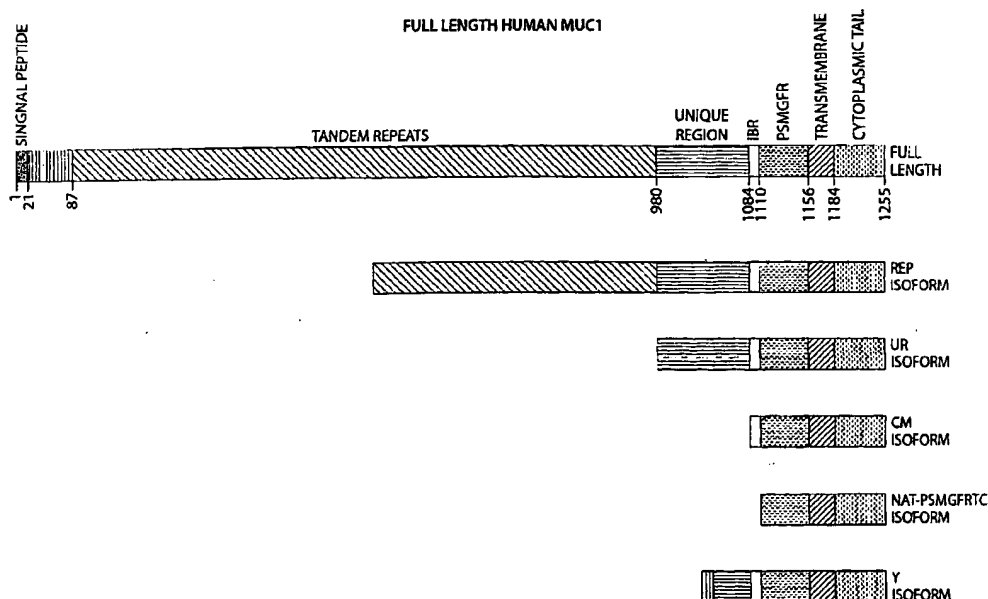 FULL LENGTH HUMAN MUC1
SINGNAL PEPTIDE
TANDEM REPEATS
UNIQUE
REGION
IBR
PSMGFR
TRANSMEMBRANE
CYTOPLASMIC TAIL
FULL
LENGTH
1
21
87
980
1084
1110
1156
1184
1255
REP
ISOFORM
UR
ISOFORM
CM
ISOFORM
NAT-PSMGFRTC
ISOFORM
Y
ISOFORM